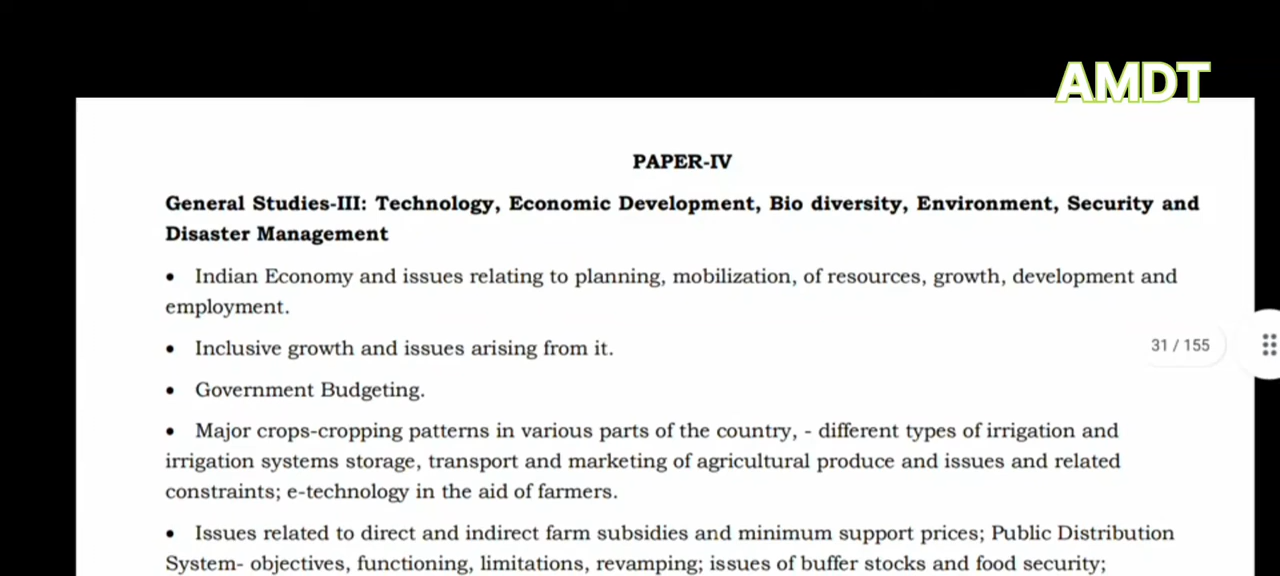 AMDT
PAPER-IV
General Studies-III: Technology, Economic Development, Bio diversity, Environment, Security and
Disaster Management
• Indian Economy and issues relating to planning, mobilization, of resources, growth, development and
employment.
• Inclusive growth and issues arising from it.
31 / 155
• Government Budgeting.
• Major crops-cropping patterns in various parts of the country, - different types of irrigation and
irrigation systems storage, transport and marketing of agricultural produce and issues and related
constraints; e-technology in the aid of farmers.
• Issues related to direct and indirect farm subsidies and minimum support prices; Public Distribution
System- objectives, functioning, limitations, revamping; issues of buffer stocks and food security;